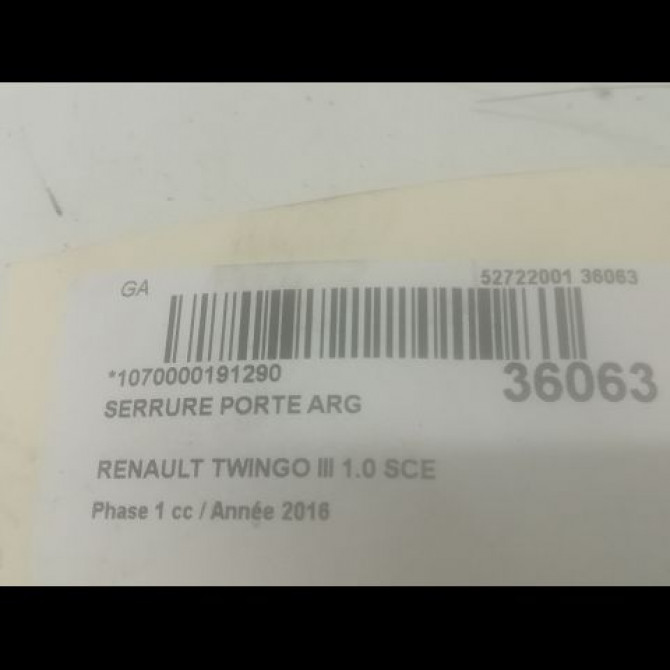 GA
52722001 36063
*1070000191290
36063
SERRURE PORTE ARG
RENAULT TWINGO III 1.0 SCE
Phase 1 cc / Année 2016